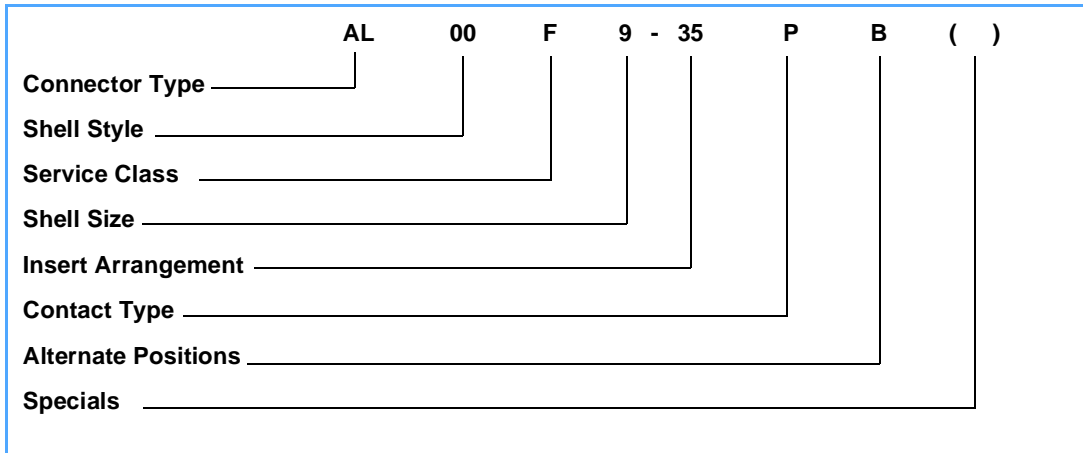 AL 00 F 9 - 35 P B ( )
Connector Type
Shell Style
Service Class
Shell Size
Insert Arrangement
Contact Type
Alternate Positions
Specials